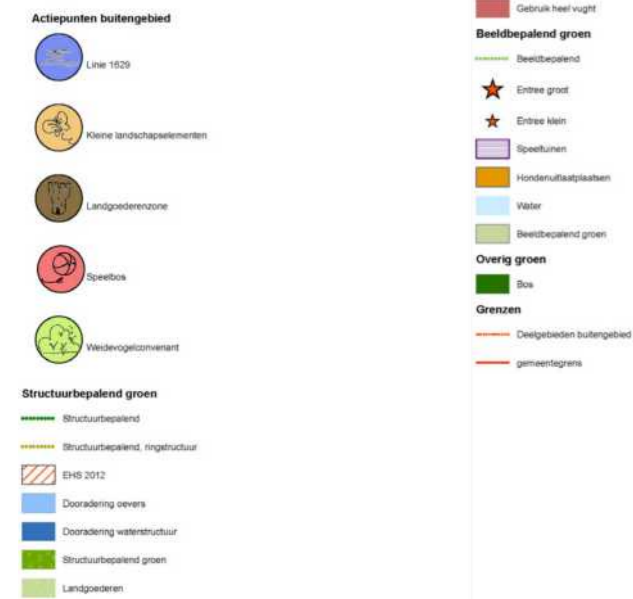 Actiepunten buitengebied
Linie 1629
Kleine landschapselementen
Landgoederenzone
Speelbos
Weidevogelconvenant
Structuurbepalend groen
Structuurbepalend
Structuurbepalend, ringstructuur
EHS 2012
Dooradering oevers
Dooradering waterstructuur
Structuurbepalend groen
Landgoederen
Gebruik heel vught
Beeldbepalend groen
Beeldbepalend
Entree groot
Entree klein
Speeltuinen
Hondenuitlaatplaatsen
Water
Beeldbepalend groen
Overig groen
Bos
Grenzen
Deelgebieden buitengebied
gemeentegrens